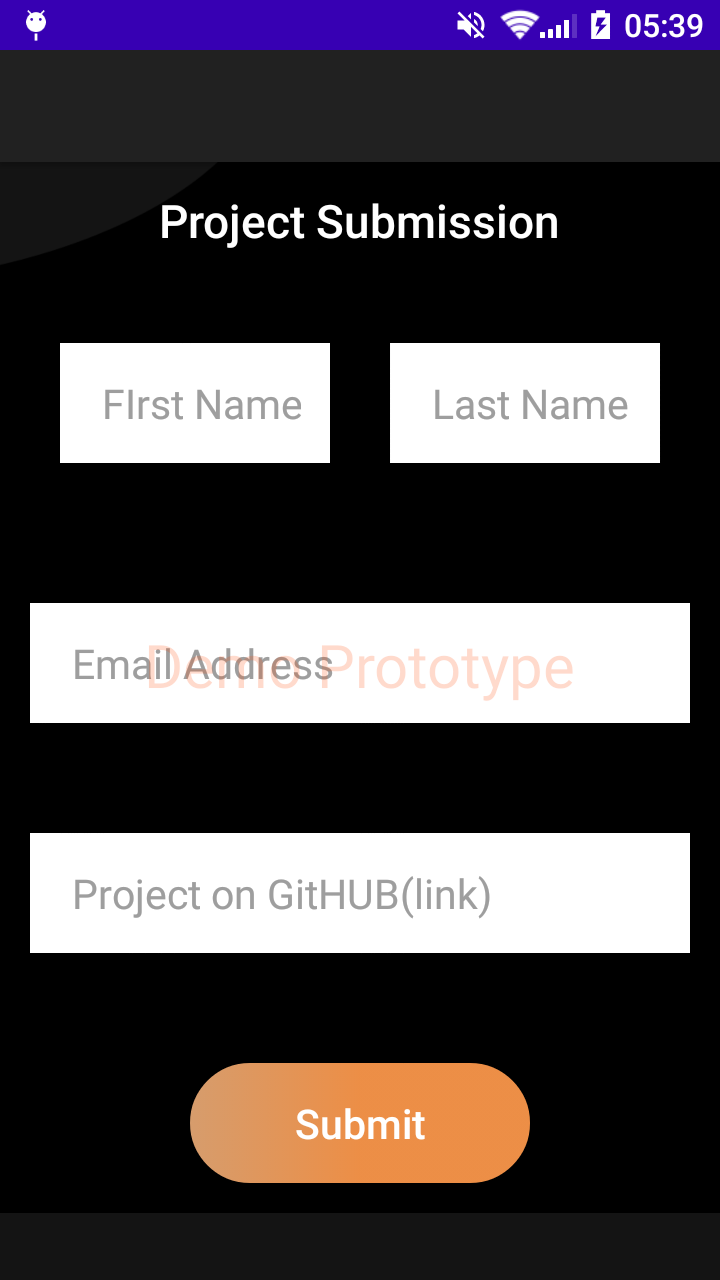 05:39
Project Submission
FIrst Name
Last Name
Email Address
Demo Prototype
Project on GitHUB(link)
Submit